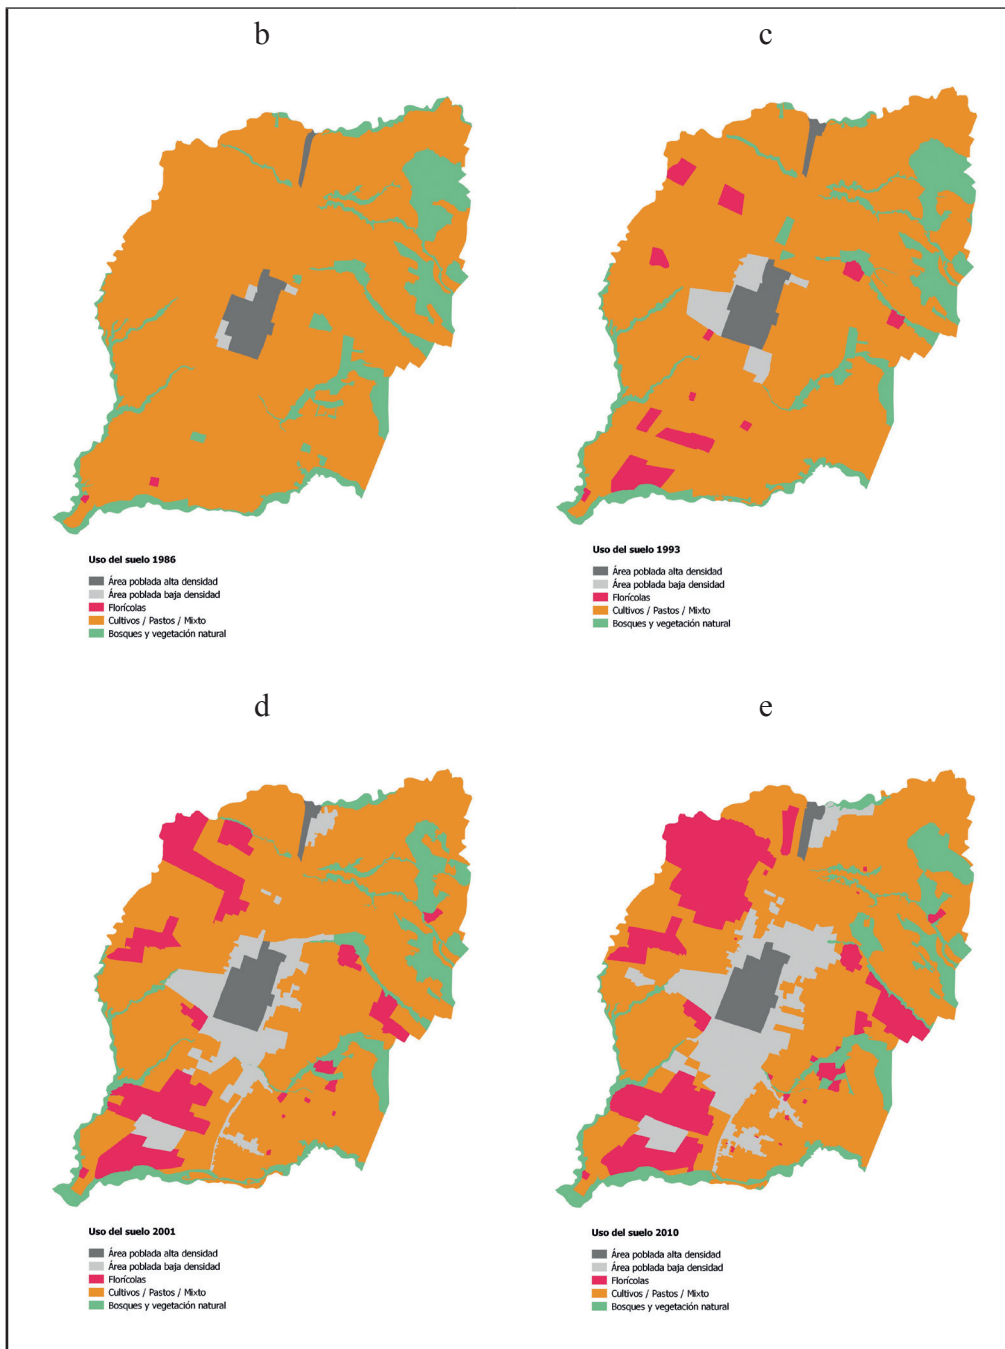 b
c
Uso del suelo 1986
Área poblada alta densidad
Área poblada baja densidad
Florícolas
Cultivos / Pastos / Mixto
Bosques y vegetación natural
Uso del suelo 1993
Área poblada alta densidad
Área poblada baja densidad
Florícolas
Cultivos / Pastos / Mixto
Bosques y vegetación natural
d
e
Uso del suelo 2001
Área poblada alta densidad
Área poblada baja densidad
Florícolas
Cultivos / Pastos / Mixto
Bosques y vegetación natural
Uso del suelo 2010
Área poblada alta densidad
Área poblada baja densidad
Florícolas
Cultivos / Pastos / Mixto
Bosques y vegetación natural